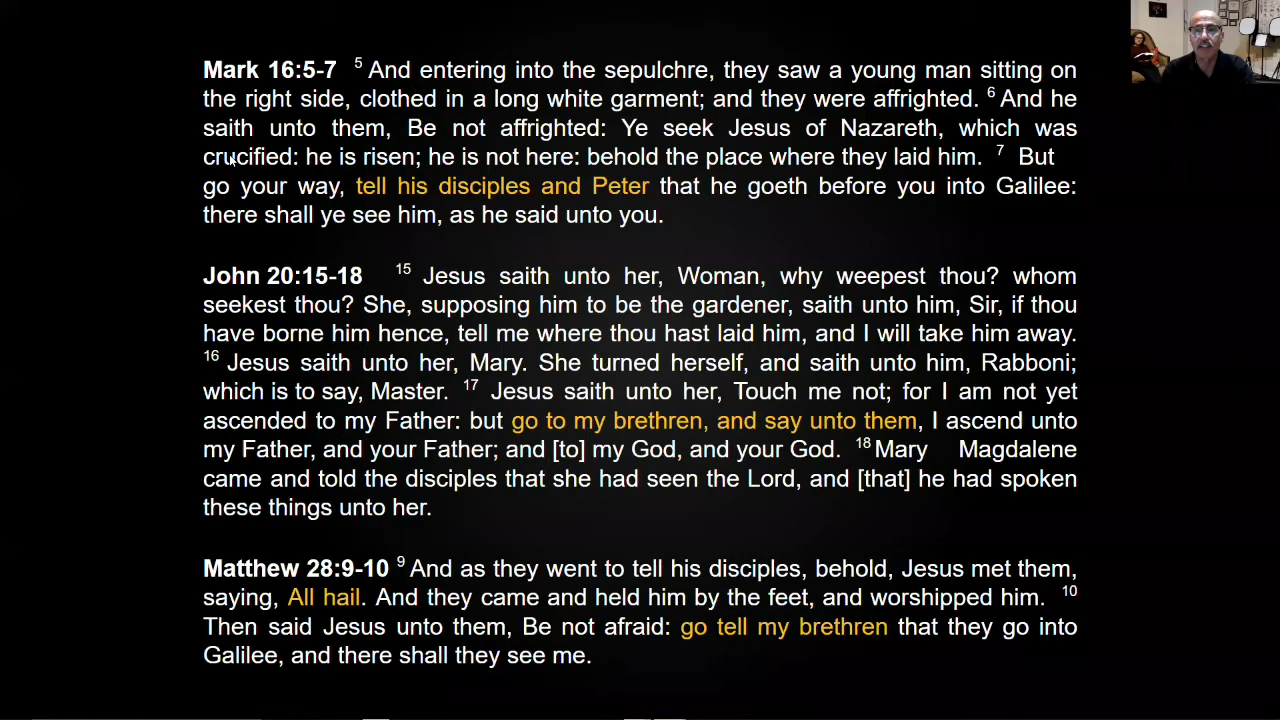 Mark 16:5-7 5 And entering into the sepulchre, they saw a young man sitting on
the right side, clothed in a long white garment; and they were affrighted. 6 And he
saith unto them, Be not affrighted: Ye seek Jesus of Nazareth, which was
crucified: he is risen; he is not here: behold the place where they laid him. 7 But
go your way, tell his disciples and Peter that he goeth before you into Galilee:
there shall ye see him, as he said unto you.
John 20:15-18 15 Jesus saith unto her, Woman, why weepest thou? whom
seekest thou? She, supposing him to be the gardener, saith unto him, Sir, if thou
have borne him hence, tell me where thou hast laid him, and I will take him away.
16 Jesus saith unto her, Mary. She turned herself, and saith unto him, Rabboni;
which is to say, Master. 17 Jesus saith unto her, Touch me not; for I am not yet
ascended to my Father: but go to my brethren, and say unto them, I ascend unto
my Father, and your Father; and [to] my God, and your God. 18 Mary Magdalene
came and told the disciples that she had seen the Lord, and [that] he had spoken
these things unto her.
Matthew 28:9-10 9 And as they went to tell his disciples, behold, Jesus met them,
saying, All hail. And they came and held him by the feet, and worshipped him. 10
Then said Jesus unto them, Be not afraid: go tell my brethren that they go into
Galilee, and there shall they see me.